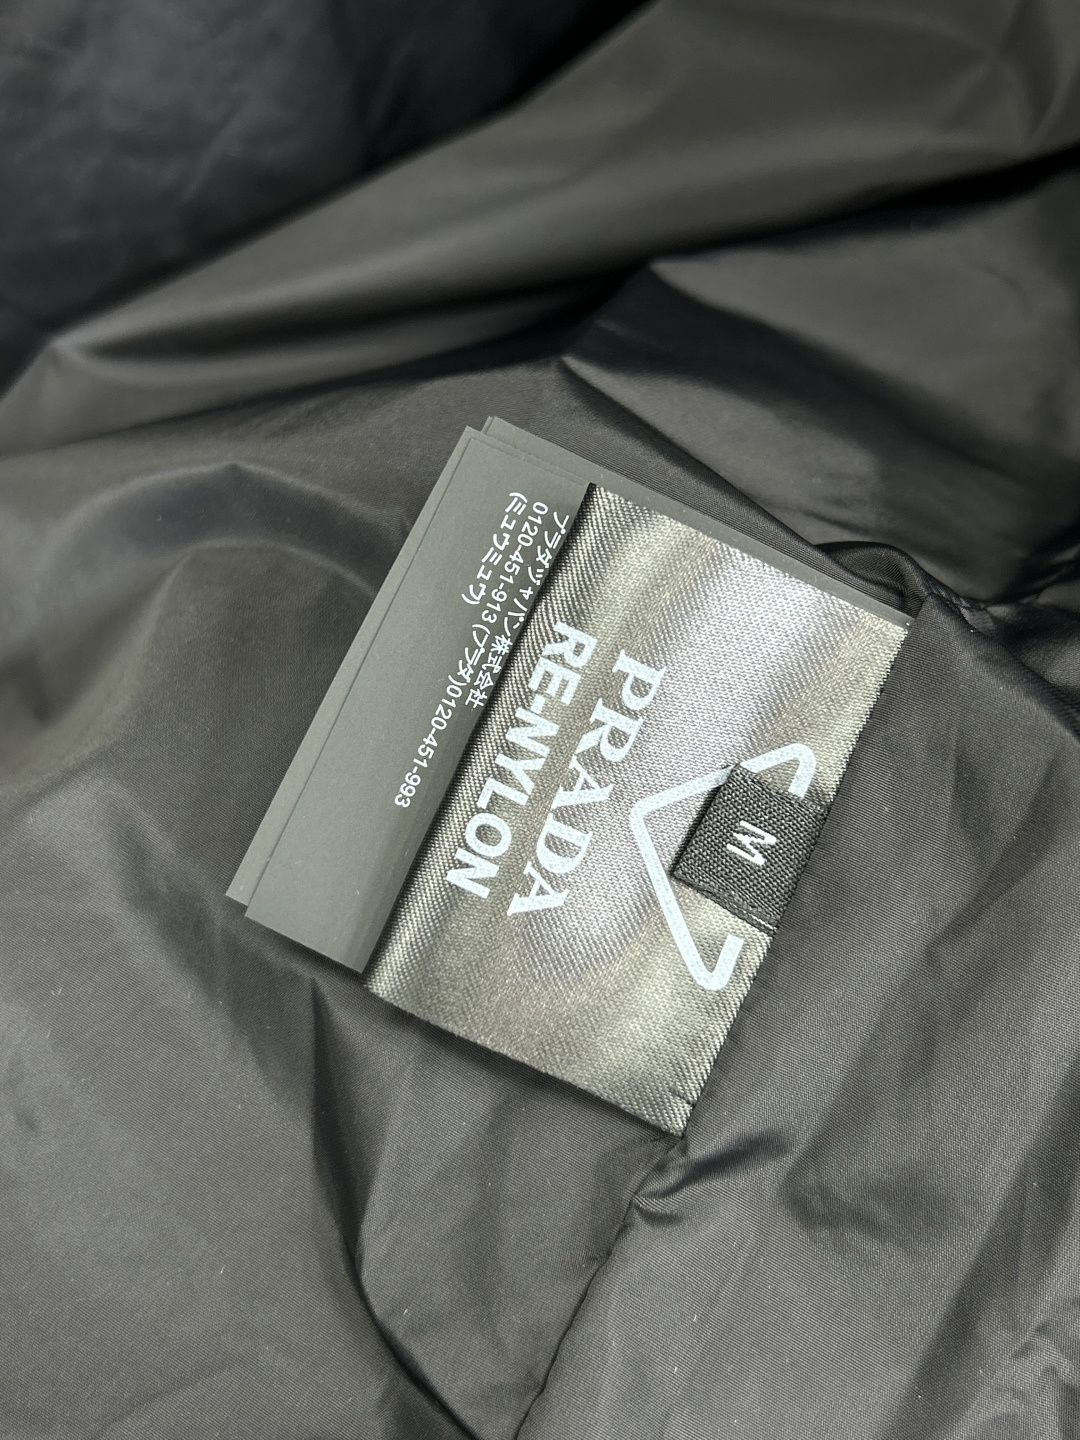 PRADA
RE-NYLON
M
プラダジャパン株式会社
0120-451-913 (プラダ)0120-451-993
(ミュウミュウ)